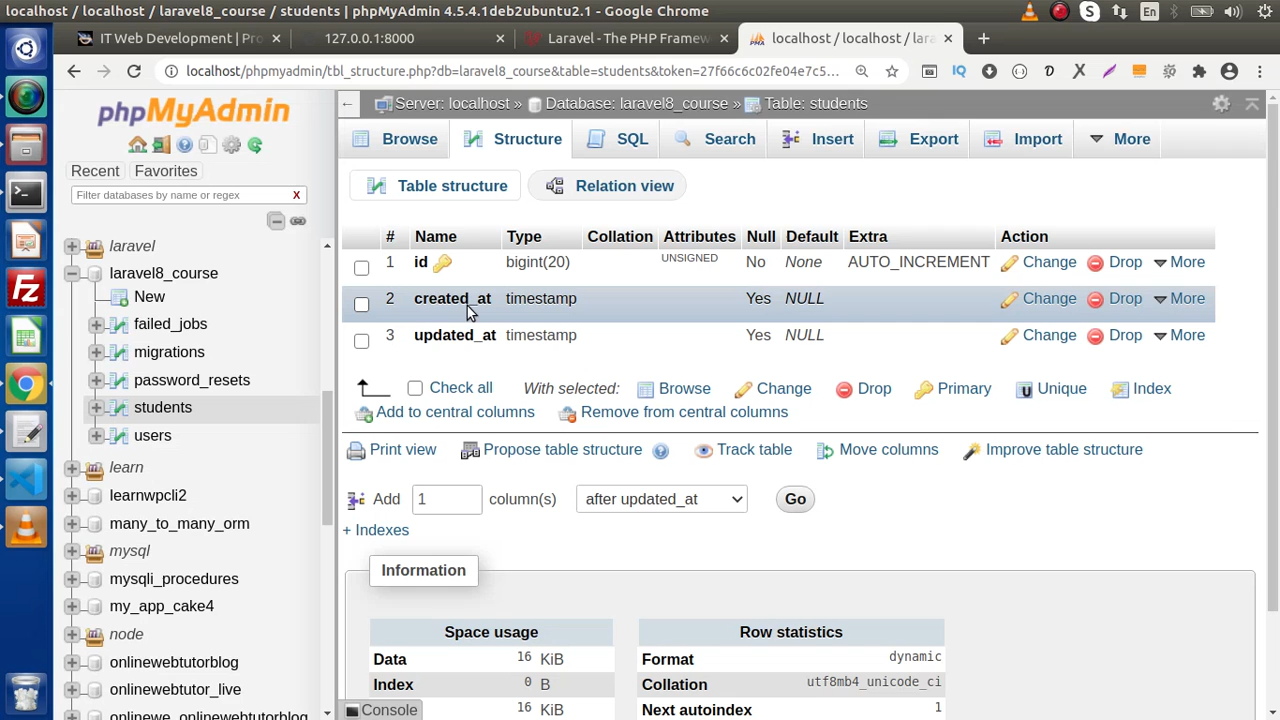 localhost / localhost / laravel8_course / students | phpMyAdmin 4.5.4.1deb2ubuntu2.1 - Google Chrome
En
IT Web Development | Pro
127.0.0.1:8000
Laravel - The PHP Framew
localhost / localhost / lara
localhost/phpmyadmin/tbl_structure.php?db=laravel8_course&table=students&token=27f66c6c02fe04e7c5...
phpMyAdmin
Recent Favorites
Filter databases by name or regex X
laravel
laravel8_course
New
failed_jobs
migrations
password_resets
students
users
learn
learnwpcli2
many_to_many_orm
mysql
mysqli_procedures
my_app_cake4
node
onlinewebtutorblog
onlinewebtutor_live
onlinewe_onlinewebtutorblog
Server: localhost » Database: laravel8_course » Table: students
Browse Structure SQL Search Insert Export Import More
Table structure Relation view
# Name Type Collation Attributes Null Default Extra Action
1 id bigint(20) UNSIGNED No None AUTO_INCREMENT Change Drop More
2 created_at timestamp Yes NULL Change Drop More
3 updated_at timestamp Yes NULL Change Drop More
Check all With selected: Browse Change Drop Primary Unique Index
Add to central columns Remove from central columns
Print view Propose table structure Track table Move columns Improve table structure
Add 1 column(s) after updated_at Go
+ Indexes
Information
Space usage
Data 16 KiB
Index 0 B
16 KiB
Row statistics
Format dynamic
Collation utf8mb4_unicode_ci
Next autoindex 1
Console